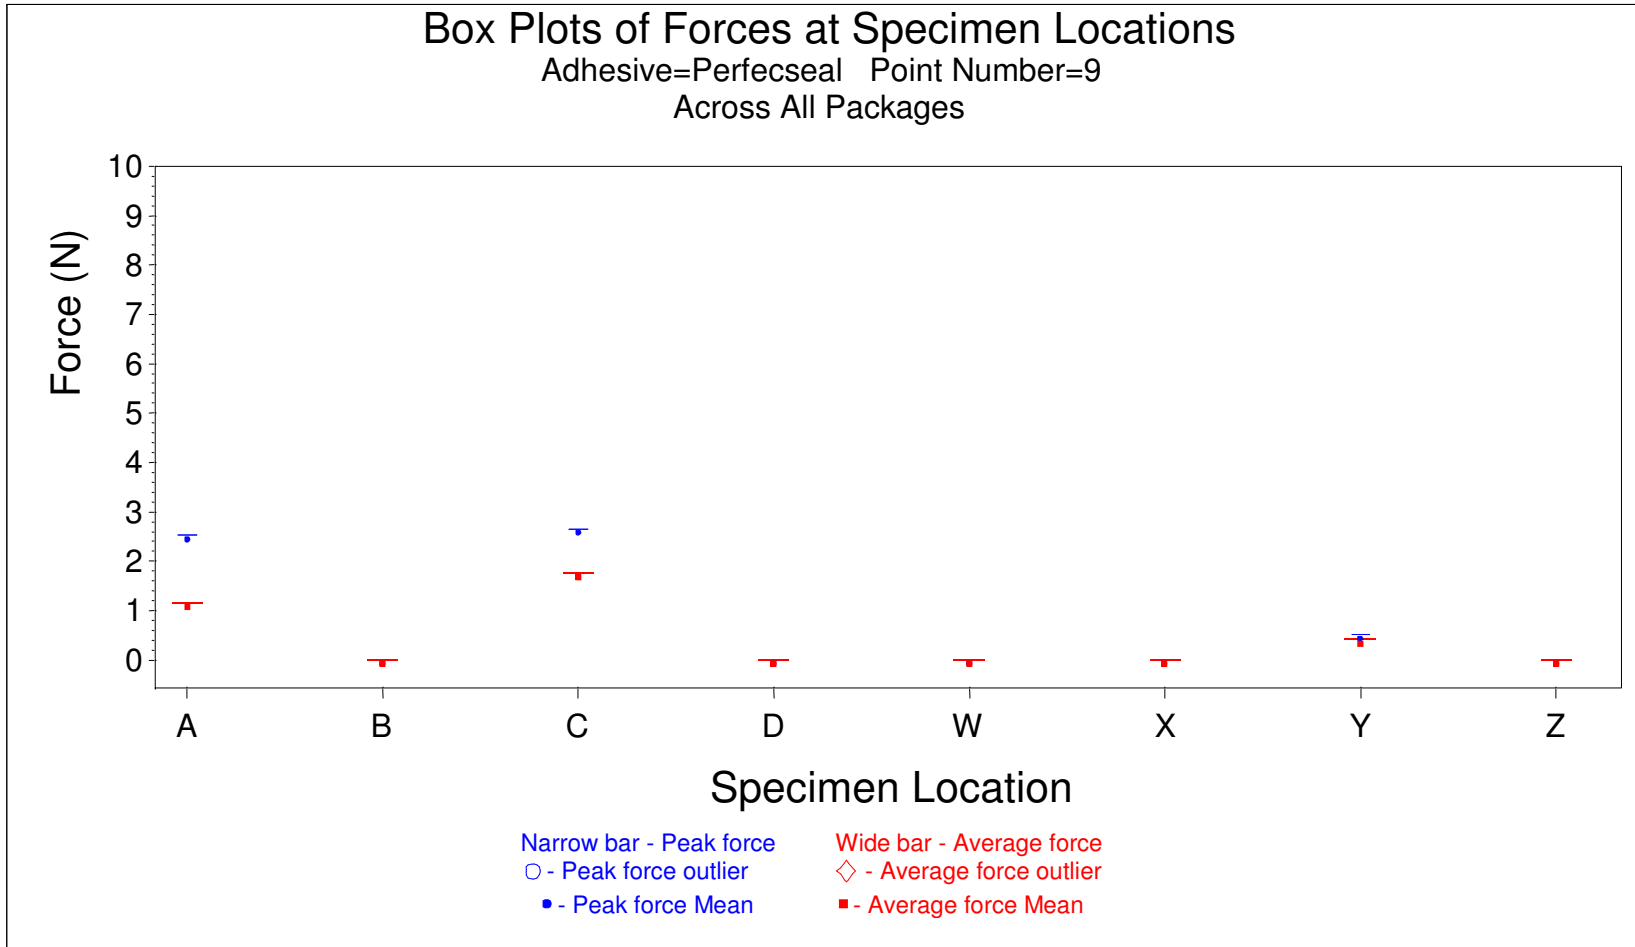 Box Plots of Forces at Specimen Locations
Adhesive=Perfecseal   Point Number=9
Across All Packages
Force (N)
10
9
8
7
6
5
4
3
2
1
0
A B C D W X Y Z
Specimen Location
Narrow bar - Peak force   Wide bar - Average force
- Peak force outlier   - Average force outlier
- Peak force Mean   - Average force Mean